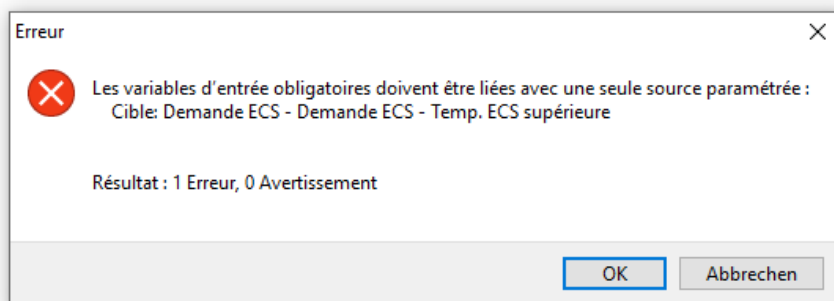 Erreur
Les variables d'entrée obligatoires doivent être liées avec une seule source paramétrée :
Cible: Demande ECS - Demande ECS - Temp. ECS supérieure
Résultat : 1 Erreur, 0 Avertissement
OK
Abbrechen